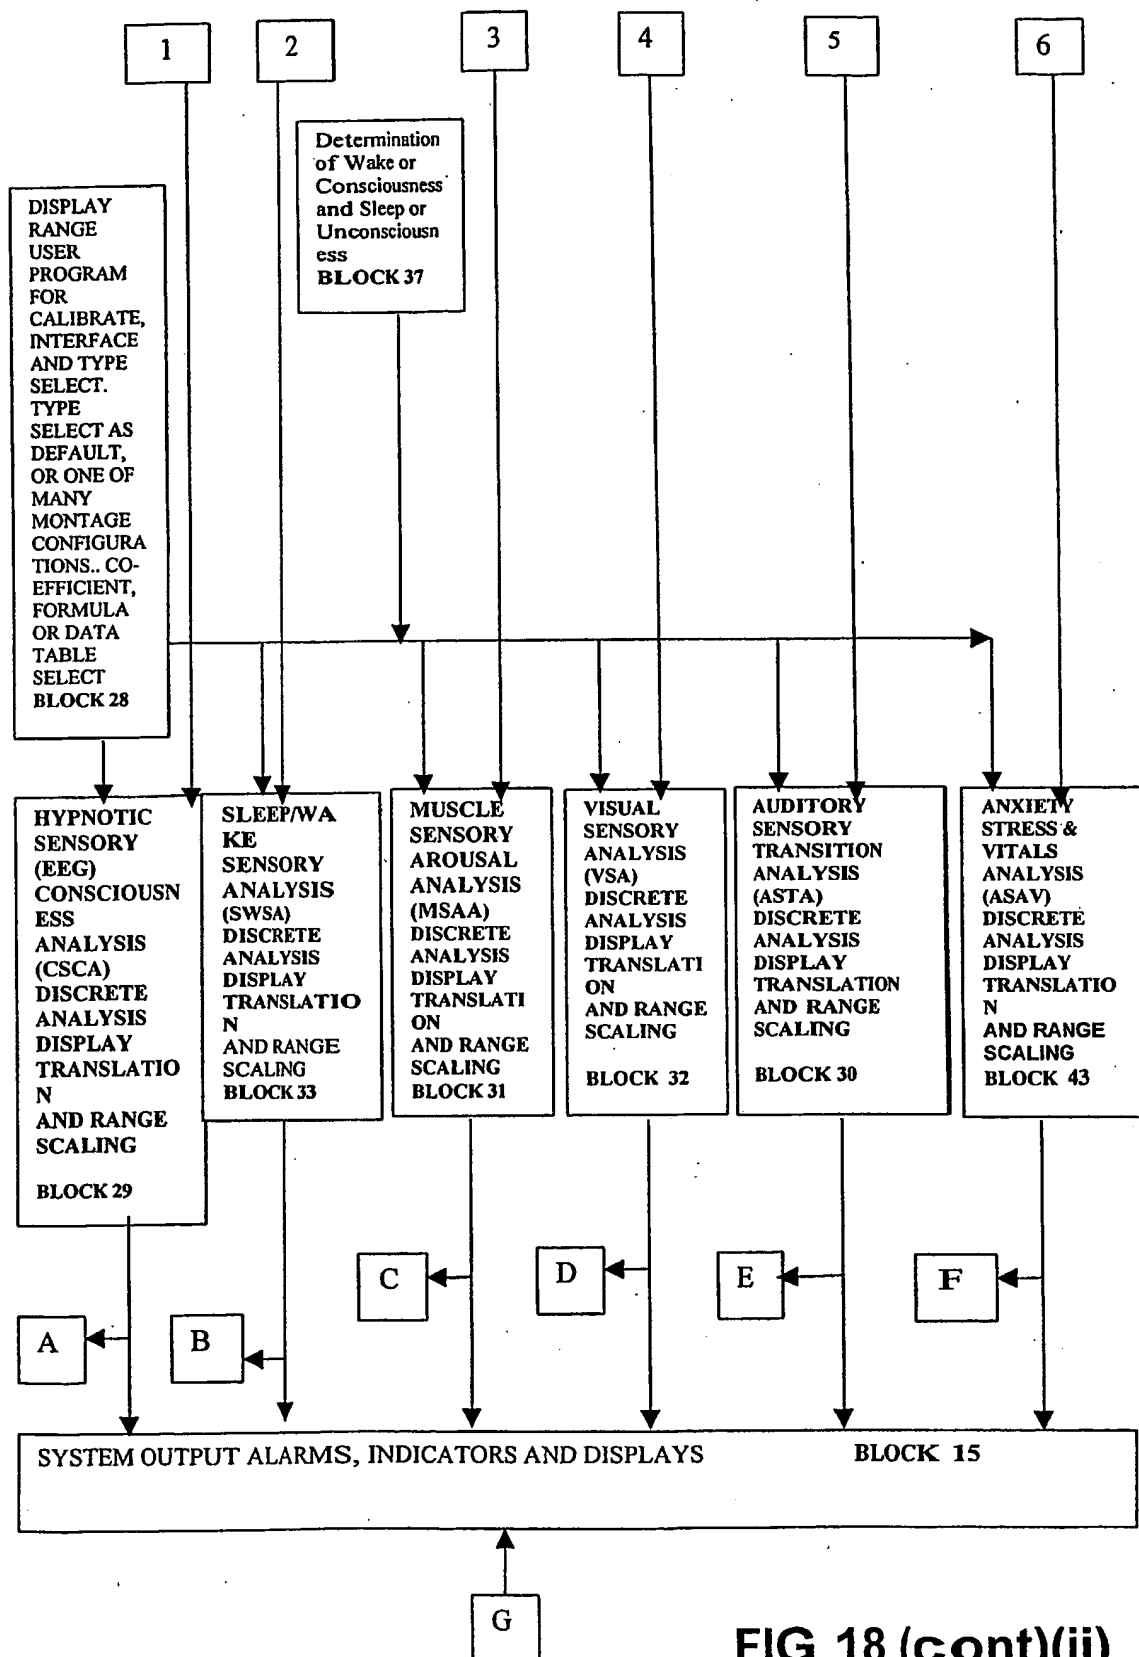 1
2
3
4
5
6
Determination
of Wake or
Consciousness
and Sleep or
Unconsciousn
ess
BLOCK 37
DISPLAY
RANGE
USER
PROGRAM
FOR
CALIBRATE,
INTERFACE
AND TYPE
SELECT.
TYPE
SELECT AS
DEFAULT,
OR ONE OF
MANY
MONTAGE
CONFIGURA
TIONS.. CO-
EFFICIENT,
FORMULA
OR DATA
TABLE
SELECT
BLOCK 28
HYPNOTIC
SENSORY
(EEG)
CONSCIOUSN
ESS
ANALYSIS
(CSCA)
DISCRETE
ANALYSIS
DISPLAY
TRANSLATIO
N
AND RANGE
SCALING
BLOCK 29
SLEEP/WA
KE
SENSORY
ANALYSIS
(SWSA)
DISCRETE
ANALYSIS
DISPLAY
TRANSLATIO
N
AND RANGE
SCALING
BLOCK 33
MUSCLE
SENSORY
AROUSAL
ANALYSIS
(MSAA)
DISCRETE
ANALYSIS
DISPLAY
TRANSLATI
ON
AND RANGE
SCALING
BLOCK 31
VISUAL
SENSORY
ANALYSIS
(VSA)
DISCRETE
ANALYSIS
DISPLAY
TRANSLATI
ON
AND RANGE
SCALING
BLOCK 32
AUDITORY
SENSORY
TRANSITION
ANALYSIS
(ASTA)
DISCRETE
ANALYSIS
DISPLAY
TRANSLATION
AND RANGE
SCALING
BLOCK 30
ANXIETY
STRESS &
VITALS
ANALYSIS
(ASAV)
DISCRETE
ANALYSIS
DISPLAY
TRANSLATIO
N
AND RANGE
SCALING
BLOCK 43
A
B
C
D
E
F
SYSTEM OUTPUT ALARMS, INDICATORS AND DISPLAYS BLOCK 15
G
FIG 18 (cont)(ii)